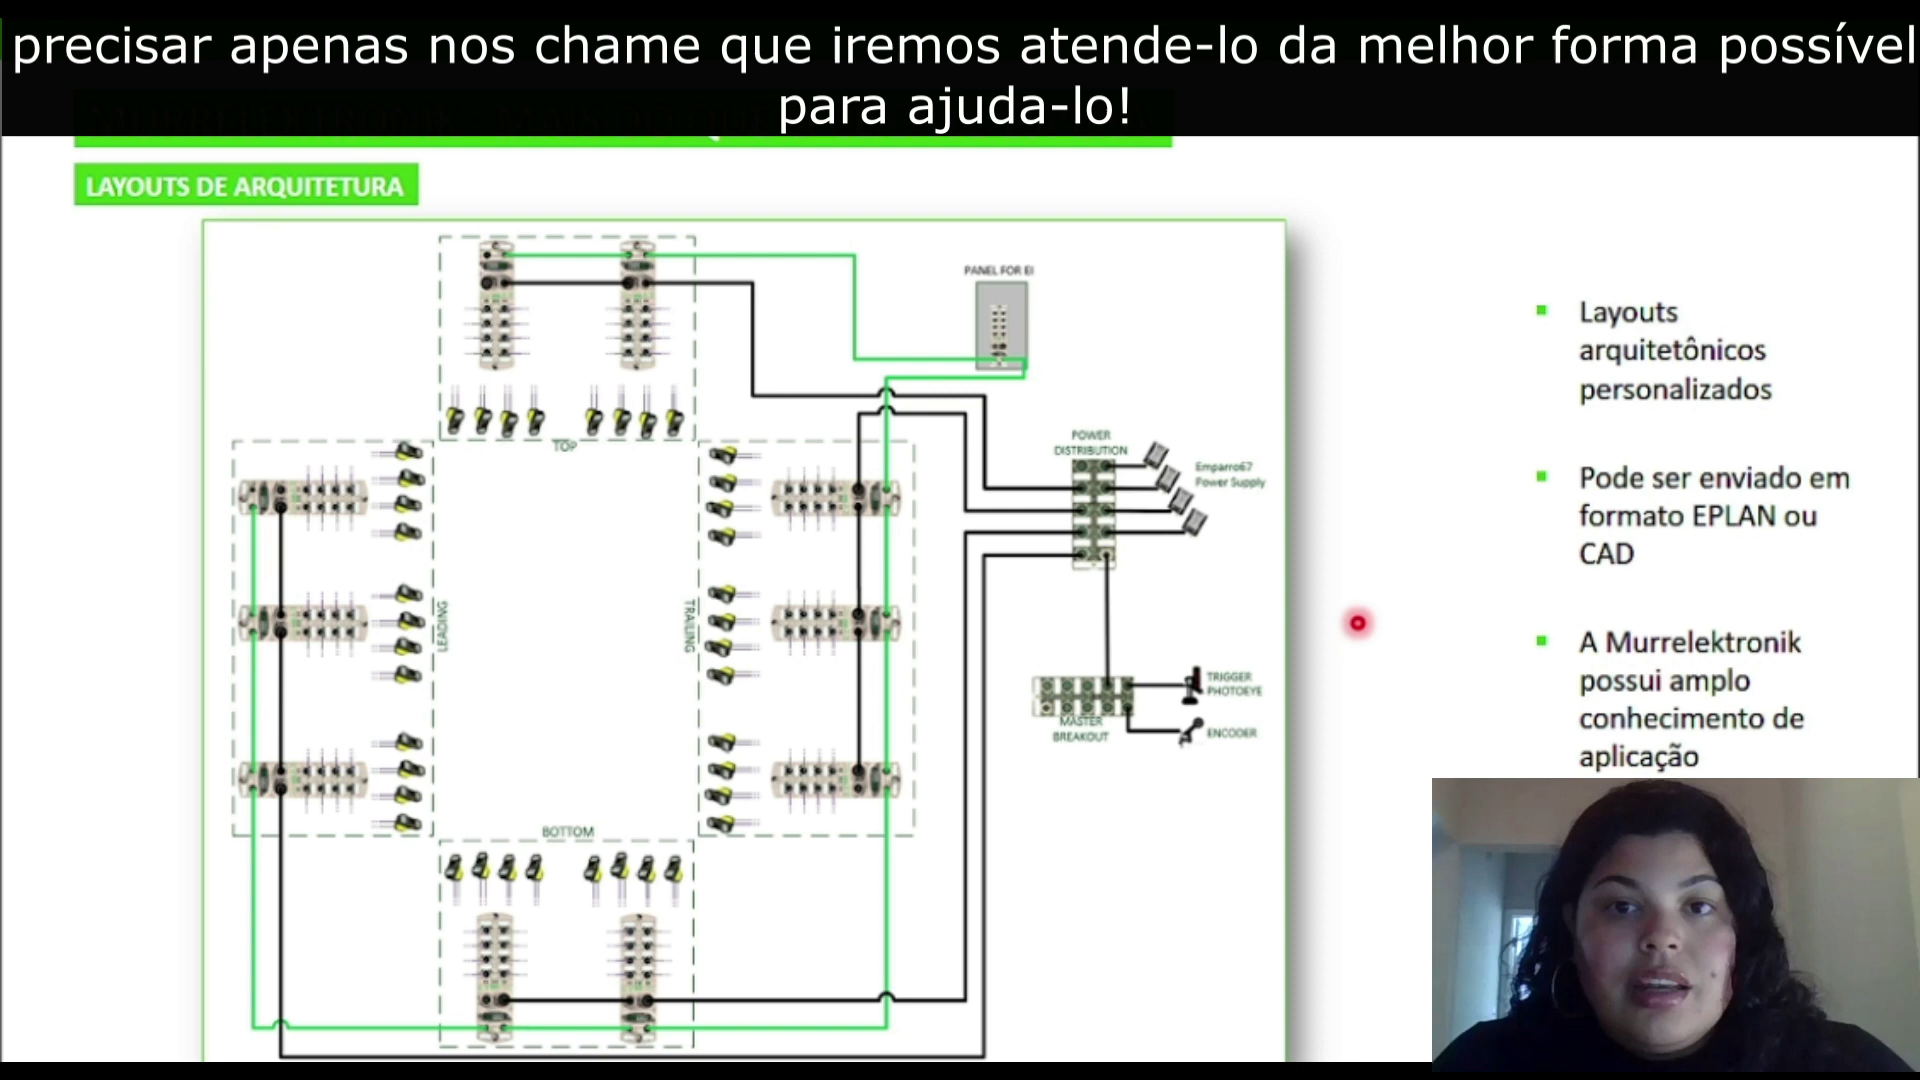 precisar apenas nos chame que iremos atende-lo da melhor forma possível
para ajuda-lo!
LAYOUTS DE ARQUITETURA
PANEL FOR EI
TOP
POWER
DISTRIBUTION
Emparro67
Power Supply
LEADING
TRAILING
TRIGGER
PHOTOEYE
MASTER
BREAKOUT
ENCODER
BOTTOM
Layouts
arquitetônicos
personalizados
Pode ser enviado em
formato EPLAN ou
CAD
A Murrelektronik
possui amplo
conhecimento de
aplicação